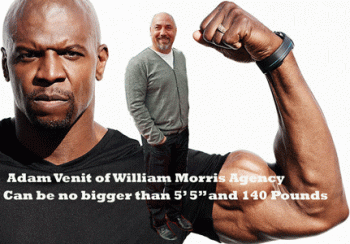 Adam Venit of William Morris Agency
Can be no bigger than 5'5" and 140 Pounds